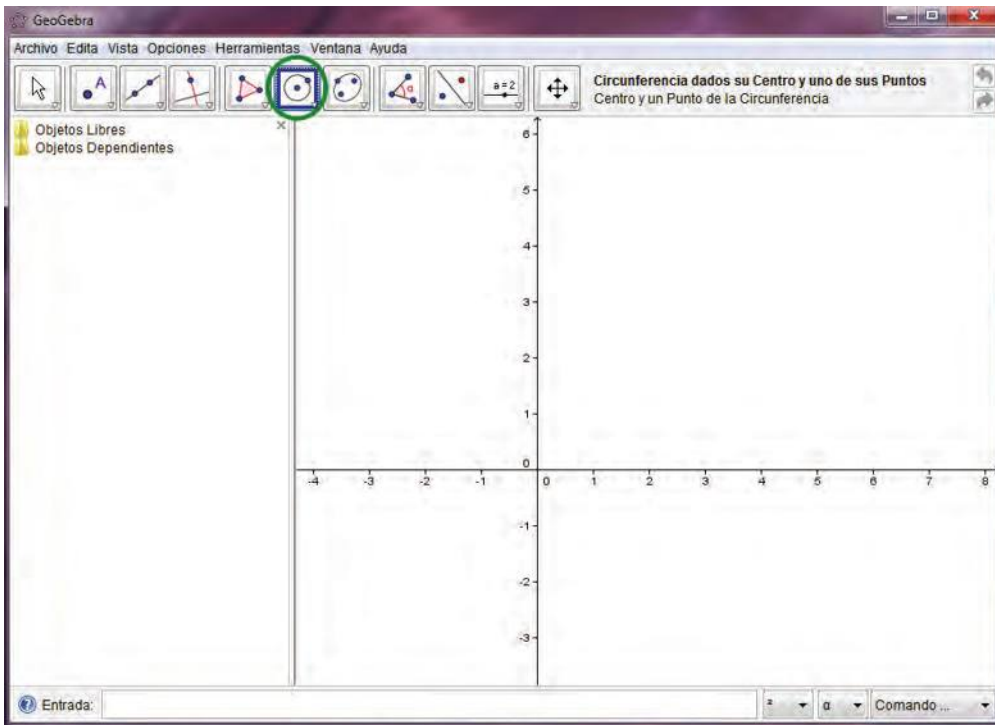 GeoGebra
Archivo Edita Vista Opciones Herramientas Ventana Ayuda
A
α
a=2
Circunferencia dados su Centro y uno de sus Puntos
Centro y un Punto de la Circunferencia
Objetos Libres
Objetos Dependientes
6
5
4
3
2
1
0
-4 -3 -2 -1 0 1 2 3 4 5 6 7 8
-1
-2
-3
Entrada:
² α Comando ...